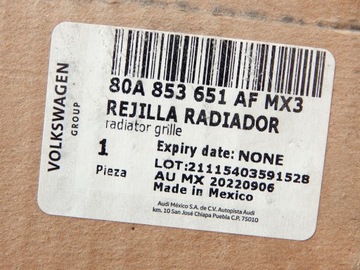 VOLKSWAGEN
GROUP
80A 853 651 AF MX3
REJILLA RADIADOR
radiator grille
1
Pieza
Expiry date: NONE
LOT:21115403591528
AU MX 20220906
Made in Mexico
Audi México S.A. de C.V. Autopista Audi
km. 10 San José Chiapa Puebla C.P. 75010